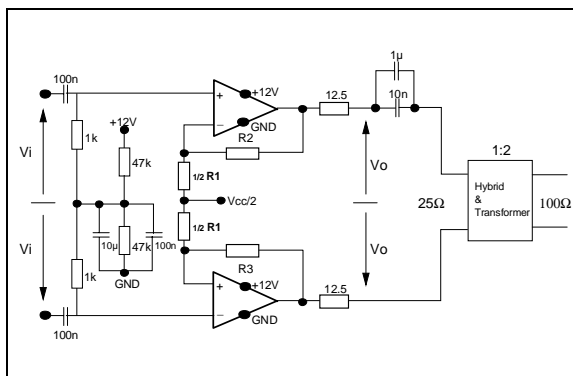 1µ
100n
+
+12V
12.5
10n
+12V
−
GND
1k
R2
Vi
47k
1/2 R1
Vo
1:2
Vcc/2
Hybrid
&
Transformer
25Ω
100Ω
1/2 R1
10µ
47k
100n
Vi
Vo
1k
GND
R3
+
+12V
12.5
−
GND
100n